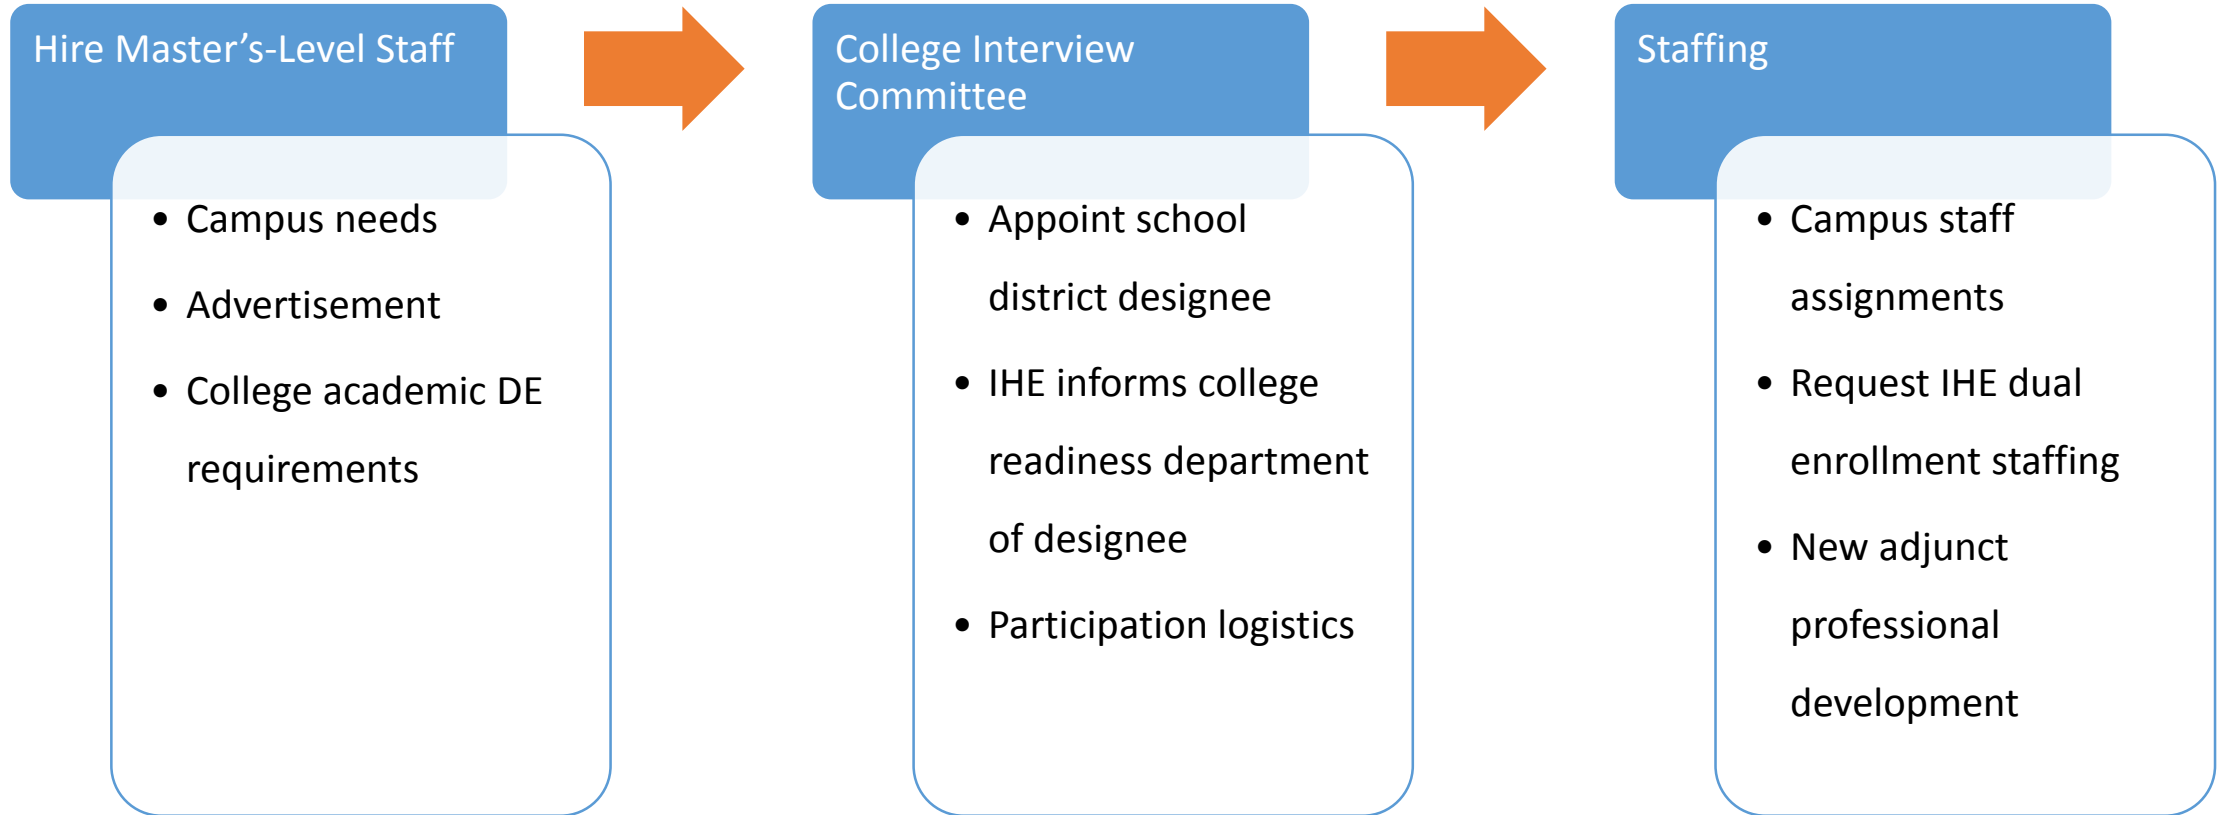 Hire Master’s-Level Staff
• Campus needs
• Advertisement
• College academic DE
requirements
College Interview
Committee
• Appoint school
district designee
• IHE informs college
readiness department
of designee
• Participation logistics
Staffing
• Campus staff
assignments
• Request IHE dual
enrollment staffing
• New adjunct
professional
development